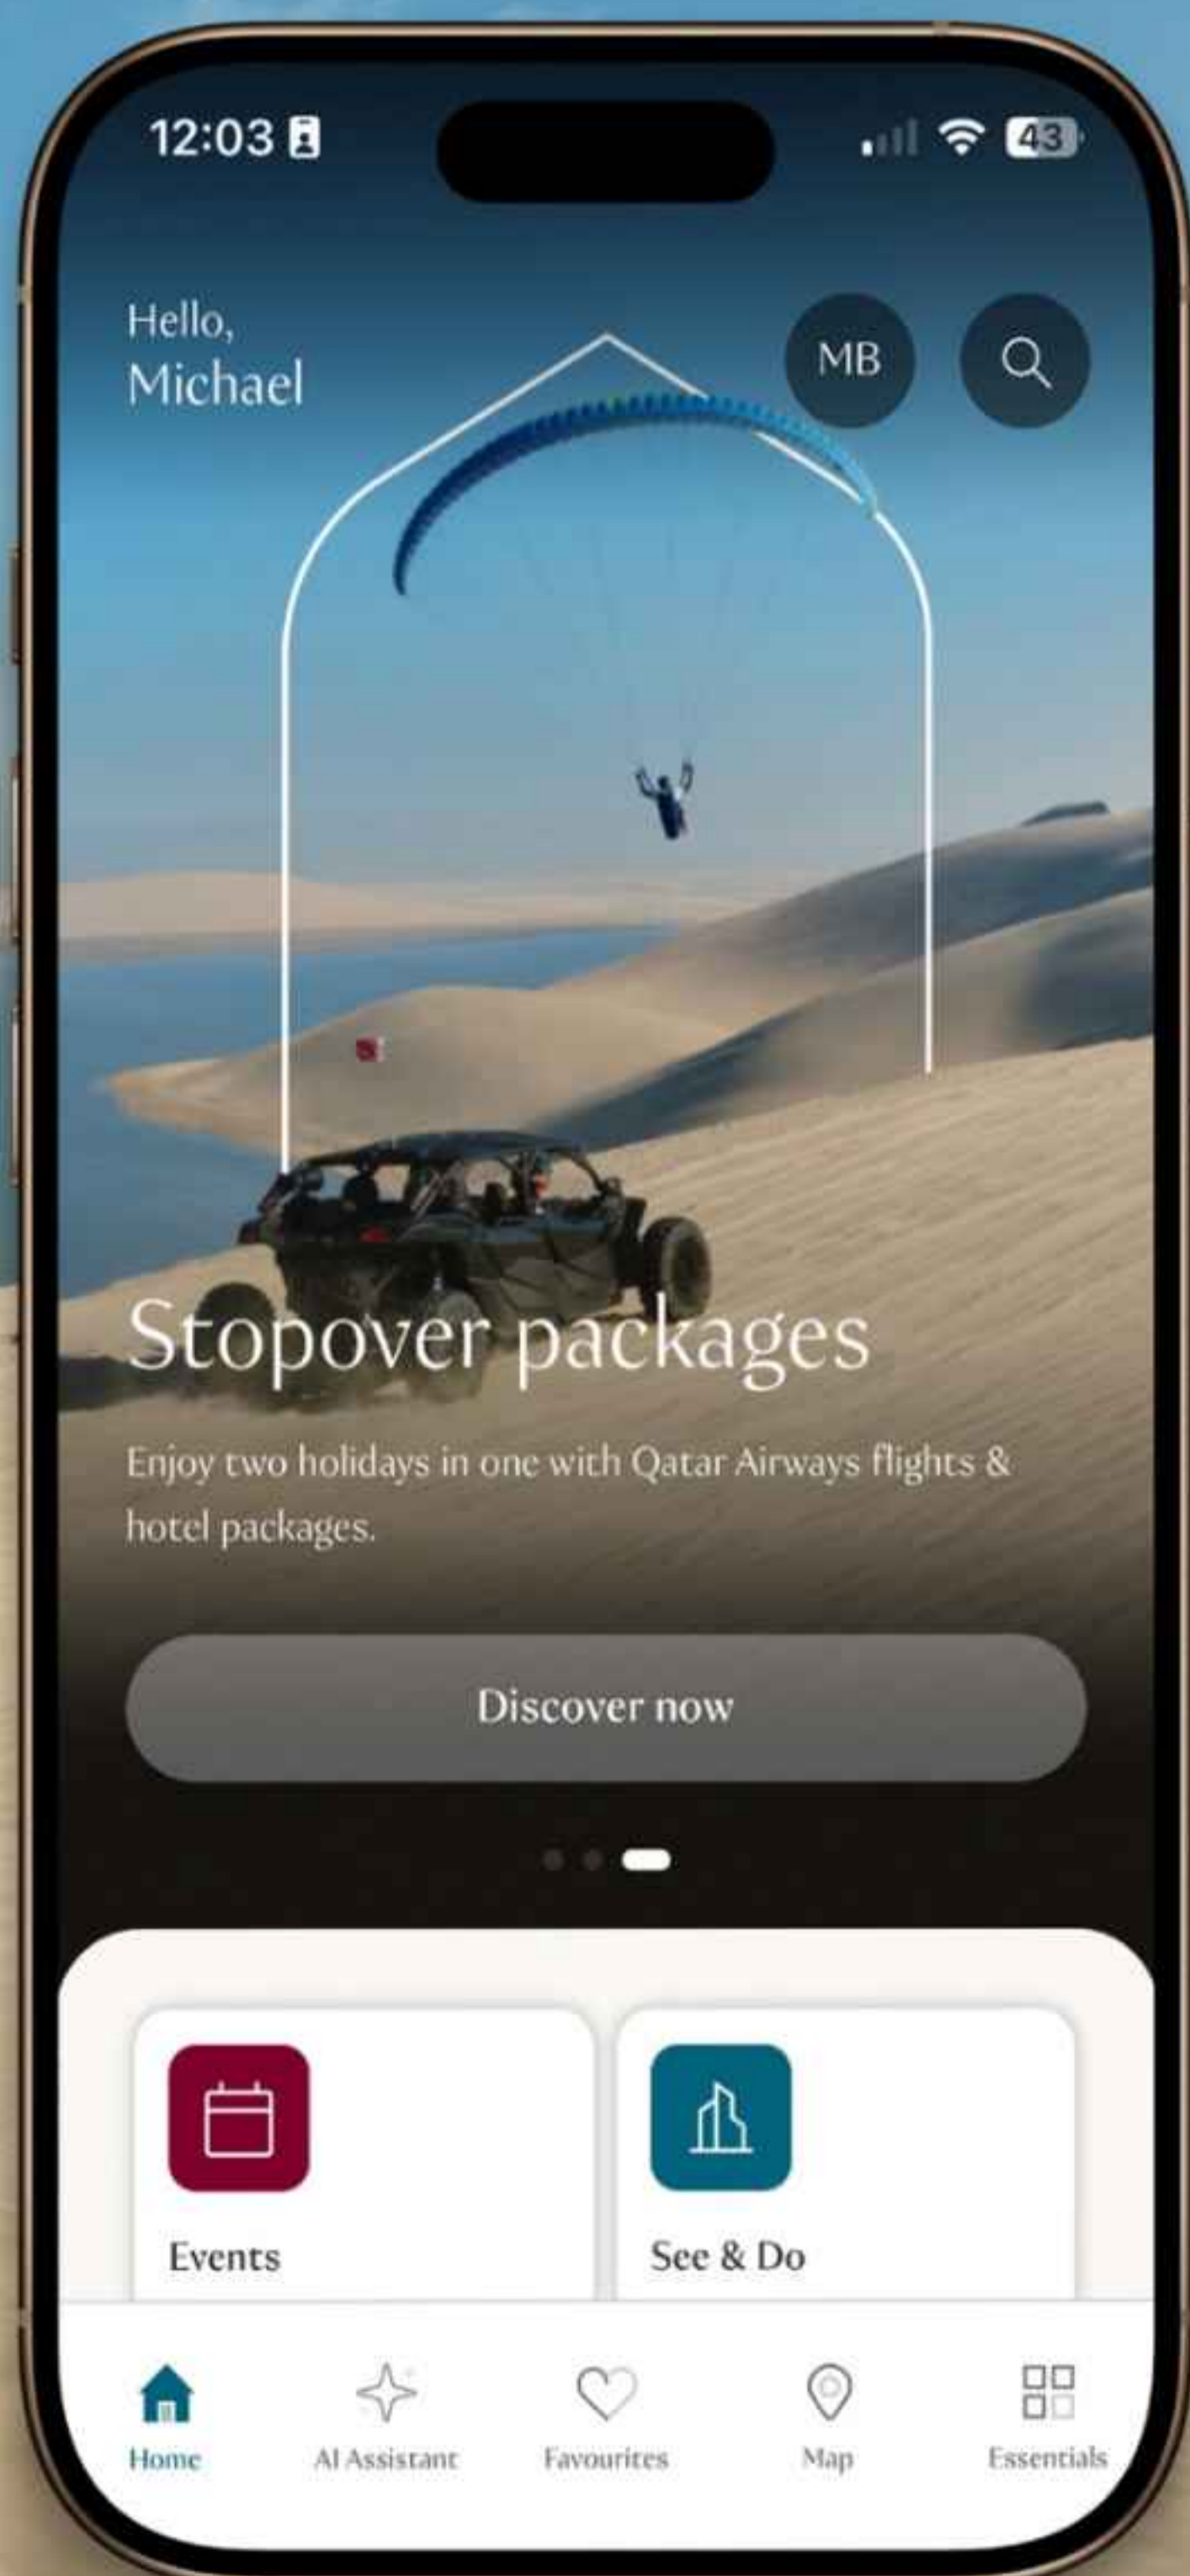 12:03
43
Hello,
Michael
MB
Stopover packages
Enjoy two holidays in one with Qatar Airways flights &
hotel packages.
Discover now
Events
See & Do
Home
AI Assistant
Favourites
Map
Essentials